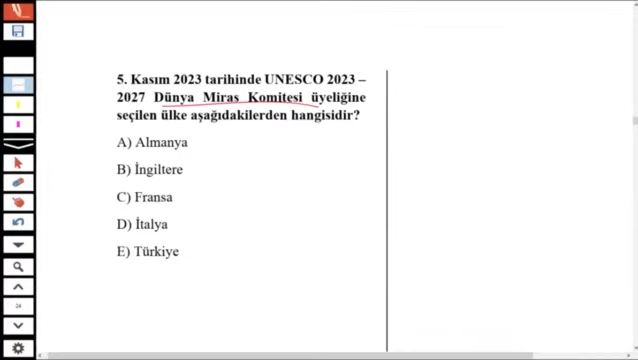 5. Kasım 2023 tarihinde UNESCO 2023 –
2027 Dünya Miras Komitesi üyeliğine
seçilen ülke aşağıdakilerden hangisidir?
A) Almanya
B) İngiltere
C) Fransa
D) İtalya
E) Türkiye
24